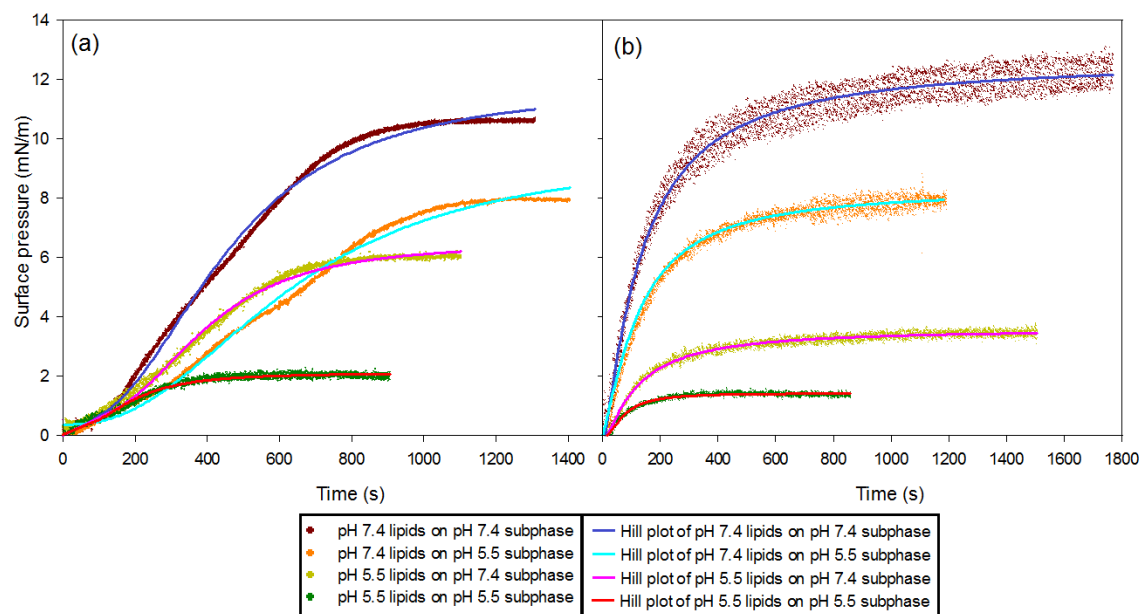 (a)
(b)
Surface pressure (mN/m)
14
12
10
8
6
4
2
0
0 200 400 600 800 1000 1200 1400
0 200 400 600 800 1000 1200 1400 1600 1800
Time (s)
Time (s)
pH 7.4 lipids on pH 7.4 subphase
pH 7.4 lipids on pH 5.5 subphase
pH 5.5 lipids on pH 7.4 subphase
pH 5.5 lipids on pH 5.5 subphase
Hill plot of pH 7.4 lipids on pH 7.4 subphase
Hill plot of pH 7.4 lipids on pH 5.5 subphase
Hill plot of pH 5.5 lipids on pH 7.4 subphase
Hill plot of pH 5.5 lipids on pH 5.5 subphase